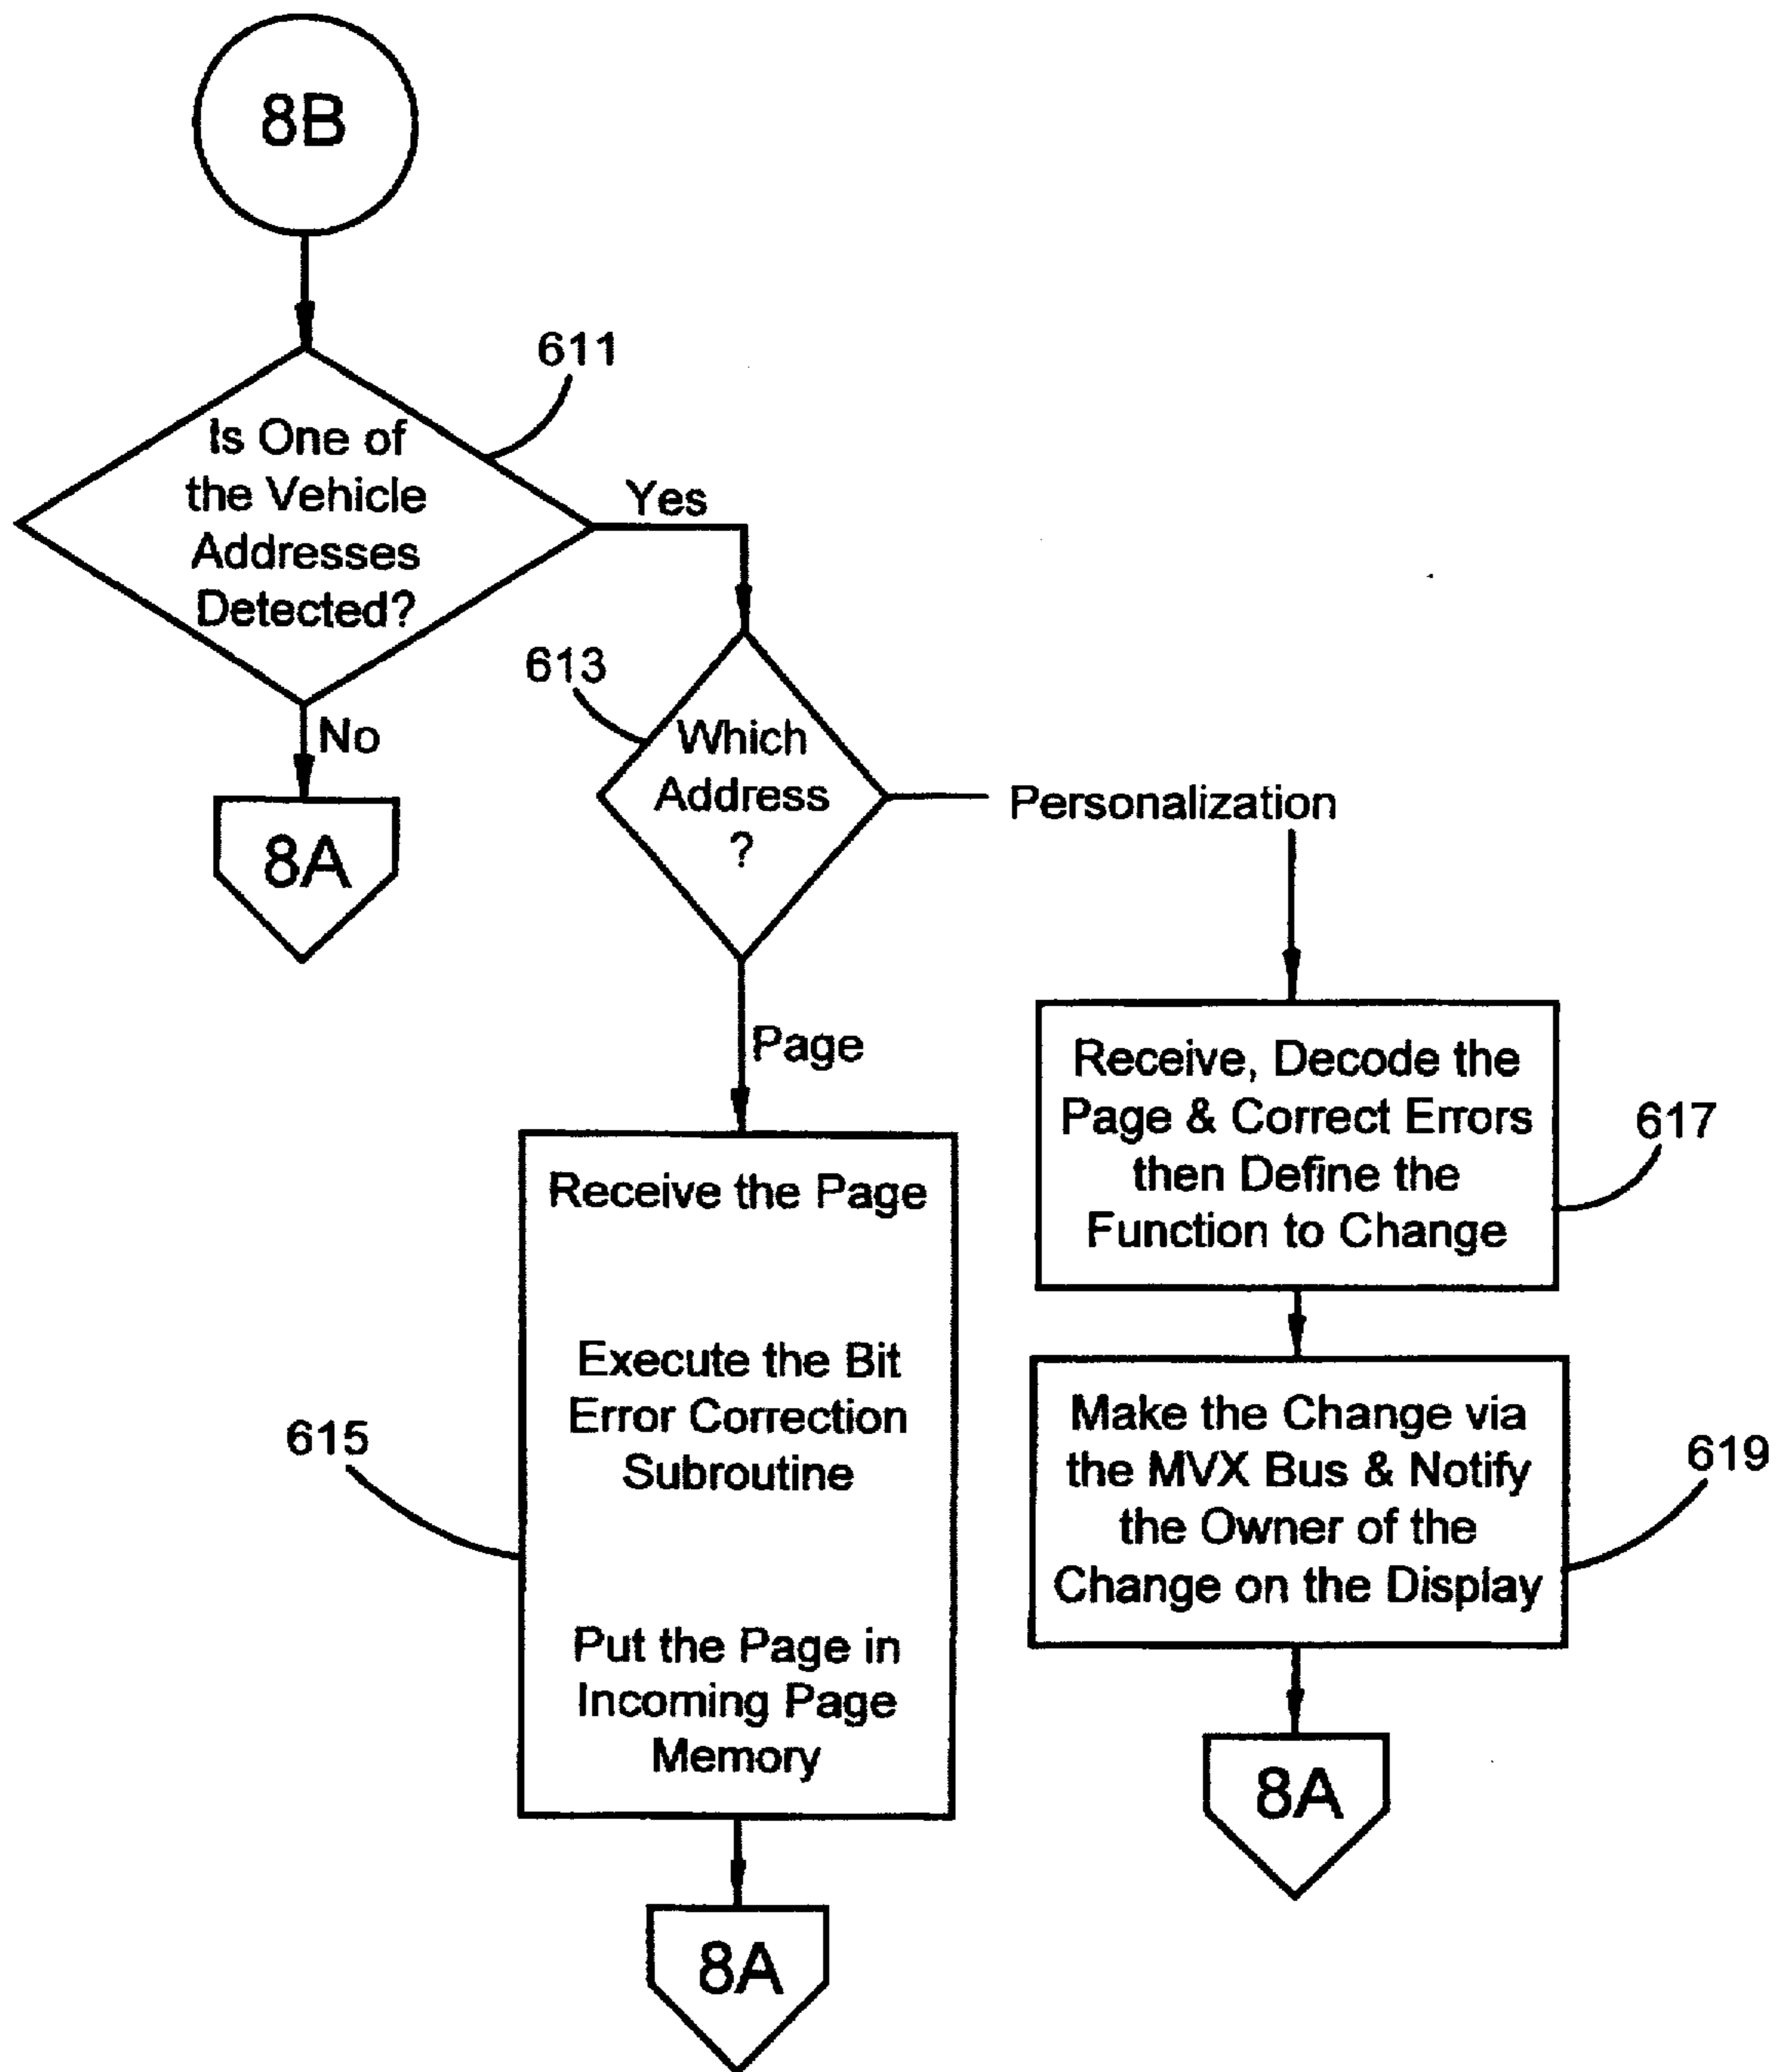 8B
611
Is One of
the Vehicle
Addresses
Detected?
Yes
No
8A
613
Which
Address
?
Personalization
Page
Receive the Page
Execute the Bit
Error Correction
Subroutine
Put the Page in
Incoming Page
Memory
615
8A
Receive, Decode the
Page & Correct Errors
then Define the
Function to Change
617
Make the Change via
the MVX Bus & Notify
the Owner of the
Change on the Display
619
8A